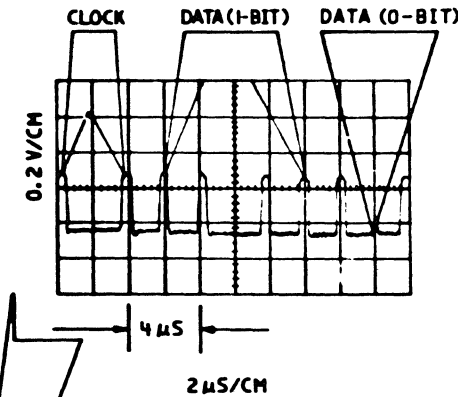 CLOCK DATA(1-BIT) DATA (0-BIT)
0.2 V/CM
4 µS
2 µS/CM